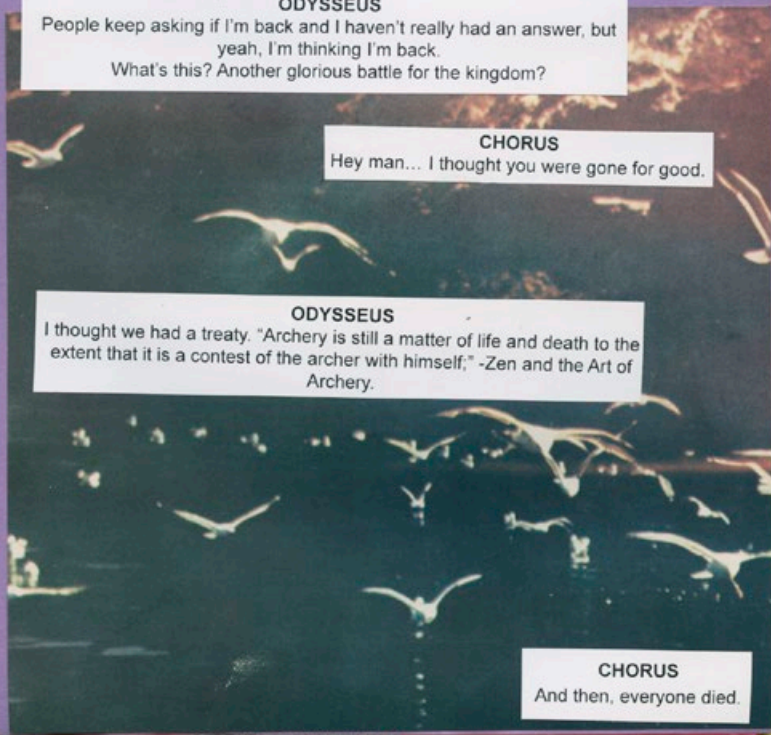 ODYSSEUS
People keep asking if I'm back and I haven't really had an answer, but
yeah, I'm thinking I'm back.
What's this? Another glorious battle for the kingdom?
CHORUS
Hey man... I thought you were gone for good.
ODYSSEUS
I thought we had a treaty. "Archery is still a matter of life and death to the
extent that it is a contest of the archer with himself;" -Zen and the Art of
Archery.
CHORUS
And then, everyone died.